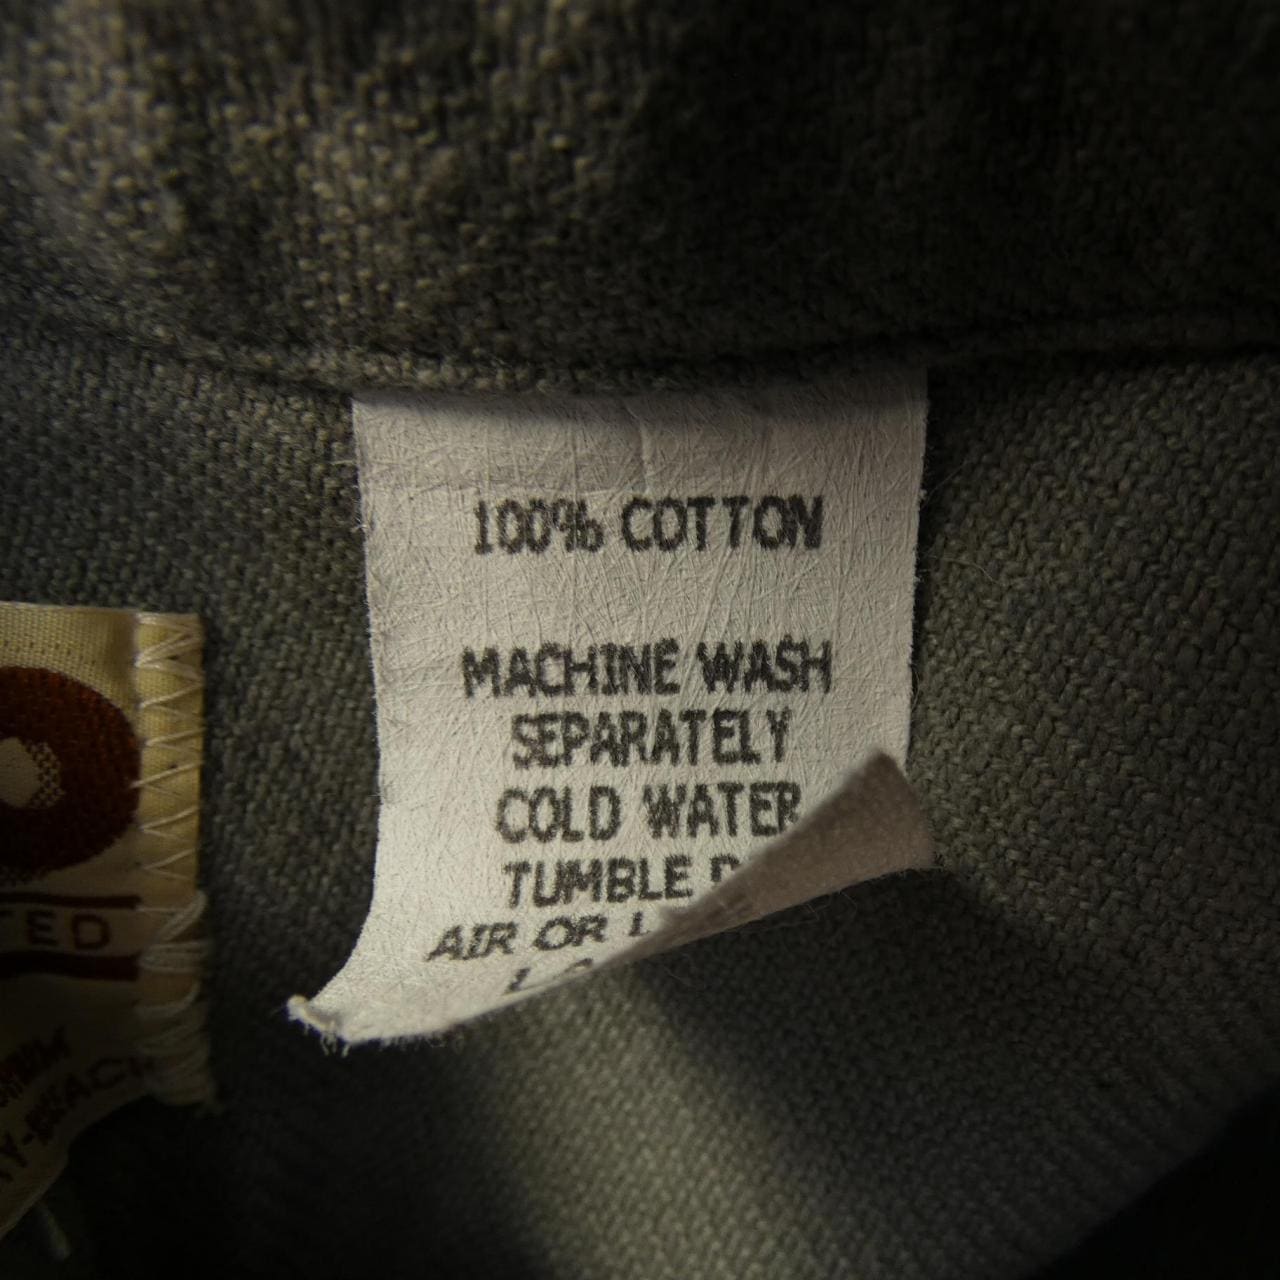 100% COTTON
MACHINE WASH
SEPARATELY
COLD WATER
TUMBLE
AIR OR
TED